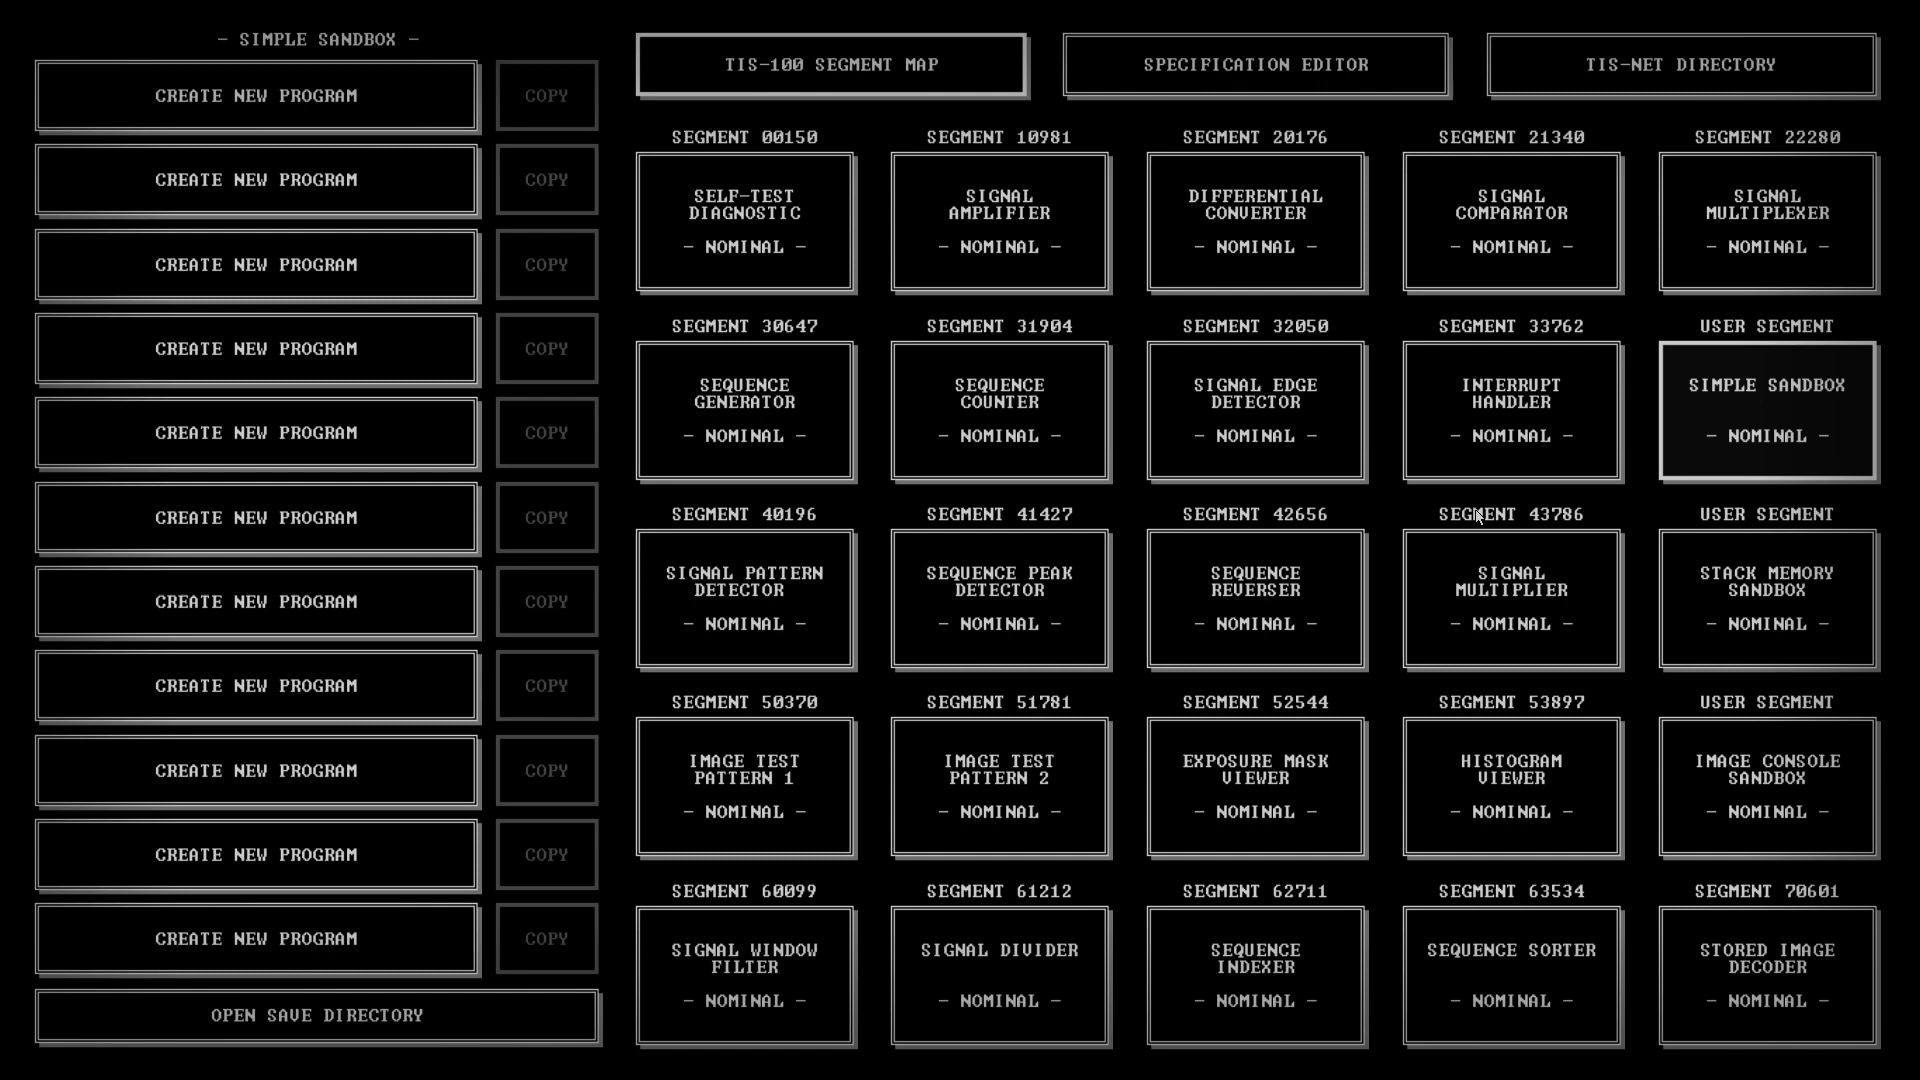 — SIMPLE SANDBOX —
CREATE NEW PROGRAM
COPY
CREATE NEW PROGRAM
COPY
CREATE NEW PROGRAM
COPY
CREATE NEW PROGRAM
COPY
CREATE NEW PROGRAM
COPY
CREATE NEW PROGRAM
COPY
CREATE NEW PROGRAM
COPY
CREATE NEW PROGRAM
COPY
CREATE NEW PROGRAM
COPY
CREATE NEW PROGRAM
COPY
CREATE NEW PROGRAM
COPY
OPEN SAVE DIRECTORY
TIS-100 SEGMENT MAP
SPECIFICATION EDITOR
TIS-NET DIRECTORY
SEGMENT 00150
SELF-TEST
DIAGNOSTIC
— NOMINAL —
SEGMENT 10981
SIGNAL
AMPLIFIER
— NOMINAL —
SEGMENT 20176
DIFFERENTIAL
CONVERTER
— NOMINAL —
SEGMENT 21340
SIGNAL
COMPARATOR
— NOMINAL —
SEGMENT 22280
SIGNAL
MULTIPLEXER
— NOMINAL —
SEGMENT 30647
SEQUENCE
GENERATOR
— NOMINAL —
SEGMENT 31904
SEQUENCE
COUNTER
— NOMINAL —
SEGMENT 32050
SIGNAL EDGE
DETECTOR
— NOMINAL —
SEGMENT 33762
INTERRUPT
HANDLER
— NOMINAL —
USER SEGMENT
SIMPLE SANDBOX
— NOMINAL —
SEGMENT 40196
SIGNAL PATTERN
DETECTOR
— NOMINAL —
SEGMENT 41427
SEQUENCE PEAK
DETECTOR
— NOMINAL —
SEGMENT 42656
SEQUENCE
REVERSER
— NOMINAL —
SEGMENT 43786
SIGNAL
MULTIPLIER
— NOMINAL —
USER SEGMENT
STACK MEMORY
SANDBOX
— NOMINAL —
SEGMENT 50370
IMAGE TEST
PATTERN 1
— NOMINAL —
SEGMENT 51781
IMAGE TEST
PATTERN 2
— NOMINAL —
SEGMENT 52544
EXPOSURE MASK
VIEWER
— NOMINAL —
SEGMENT 53897
HISTOGRAM
VIEWER
— NOMINAL —
USER SEGMENT
IMAGE CONSOLE
SANDBOX
— NOMINAL —
SEGMENT 60099
SIGNAL WINDOW
FILTER
— NOMINAL —
SEGMENT 61212
SIGNAL DIVIDER
— NOMINAL —
SEGMENT 62711
SEQUENCE
INDEXER
— NOMINAL —
SEGMENT 63534
SEQUENCE SORTER
— NOMINAL —
SEGMENT 70601
STORED IMAGE
DECODER
— NOMINAL —